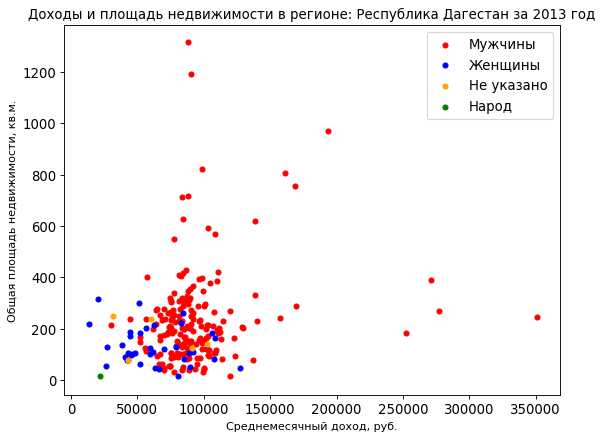 Доходы и площадь недвижимости в регионе: Республика Дагестан за 2013 год
Мужчины
Женщины
Не указано
Народ
Общая площадь недвижимости, кв.м.
1200
1000
800
600
400
200
0
0 50000 100000 150000 200000 250000 300000 350000
Среднемесячный доход, руб.